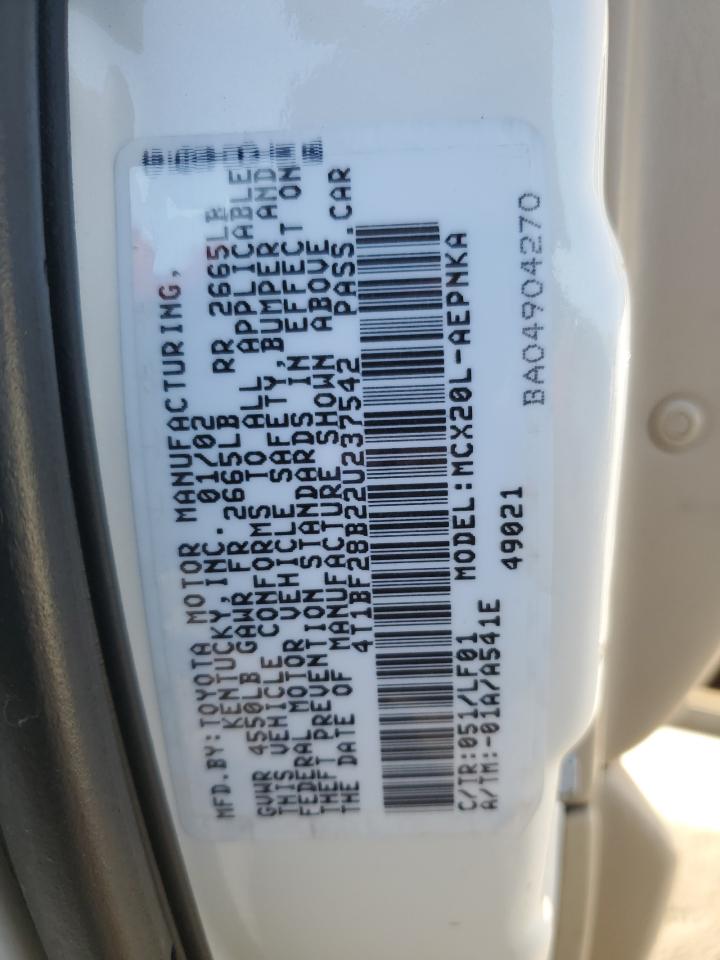 MFD.BY:TOYOTA MOTOR MANUFACTURING,
KENTUCKY, INC. 01/02
GVWR 4550LB GAWR FR 2665LB RR 2665LB
THIS VEHICLE CONFORMS TO ALL APPLICABLE
FEDERAL MOTOR VEHICLE SAFETY,BUMPER,AND
THEFT PREVENTION STANDARDS IN EFFECT ON
THE DATE OF MANUFACTURE SHOWN ABOVE
4T1BF28B22U237542 PASS.CAR
C/TR:051/LF01 MODEL:MCX20L-AEPNKA
A/TM:-01A/A541E
49021
BA04904270